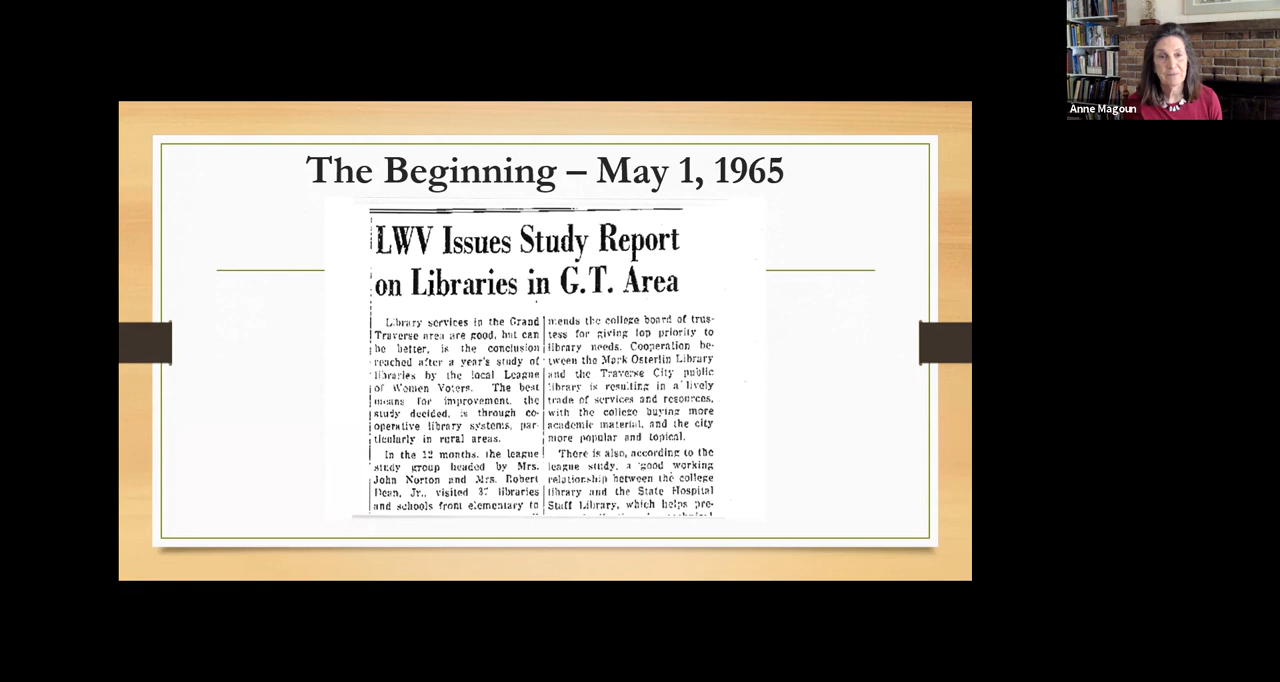 Anne Magoun
The Beginning – May 1, 1965
LWV Issues Study Report
on Libraries in G.T. Area
Library services in the Grand
Traverse area are good, but can
be better, is the conclusion
reached after a year's study of
libraries by the local League
of Women Voters. The best
means for improvement, the
study decided, is through co-
operative library systems, par-
ticularly in rural areas.
In the 12 months, the league
study group headed by Mrs.
John Norton and Mrs. Robert
Dean, Jr., visited 37 libraries
and schools from elementary to
mends the college board of trus-
tess for giving top priority to
library needs. Cooperation be-
tween the Mark Osterlin Library
and the Traverse City public
library is resulting in a lively
trade of services and resources,
with the college buying more
academic material, and the city
more popular and topical.
There is also, according to the
league study, a good working
relationship between the college
library and the State Hospital
Staff Library, which helps pre-